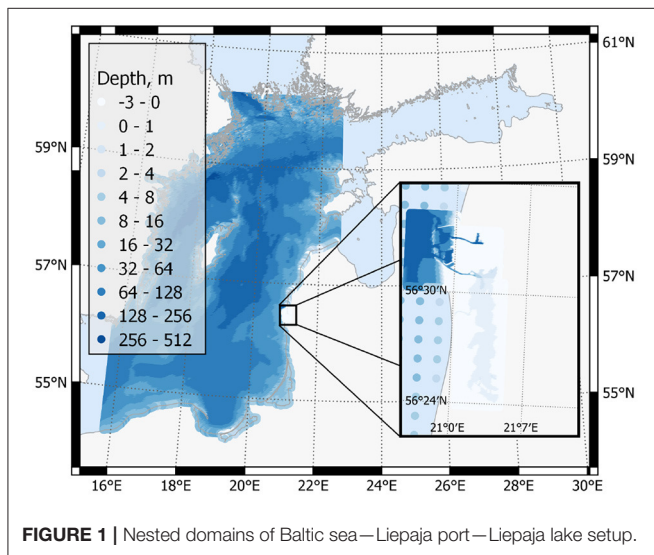 Depth, m
-3 - 0
0 - 1
1 - 2
2 - 4
4 - 8
8 - 16
16 - 32
32 - 64
64 - 128
128 - 256
256 - 512
61°N
59°N
59°N
57°N
57°N
55°N
55°N
56°30′N
56°24′N
21°0′E
21°7′E
16°E
18°E
20°E
22°E
24°E
26°E
28°E
30°E
FIGURE 1 | Nested domains of Baltic sea—Liepaja port—Liepaja lake setup.